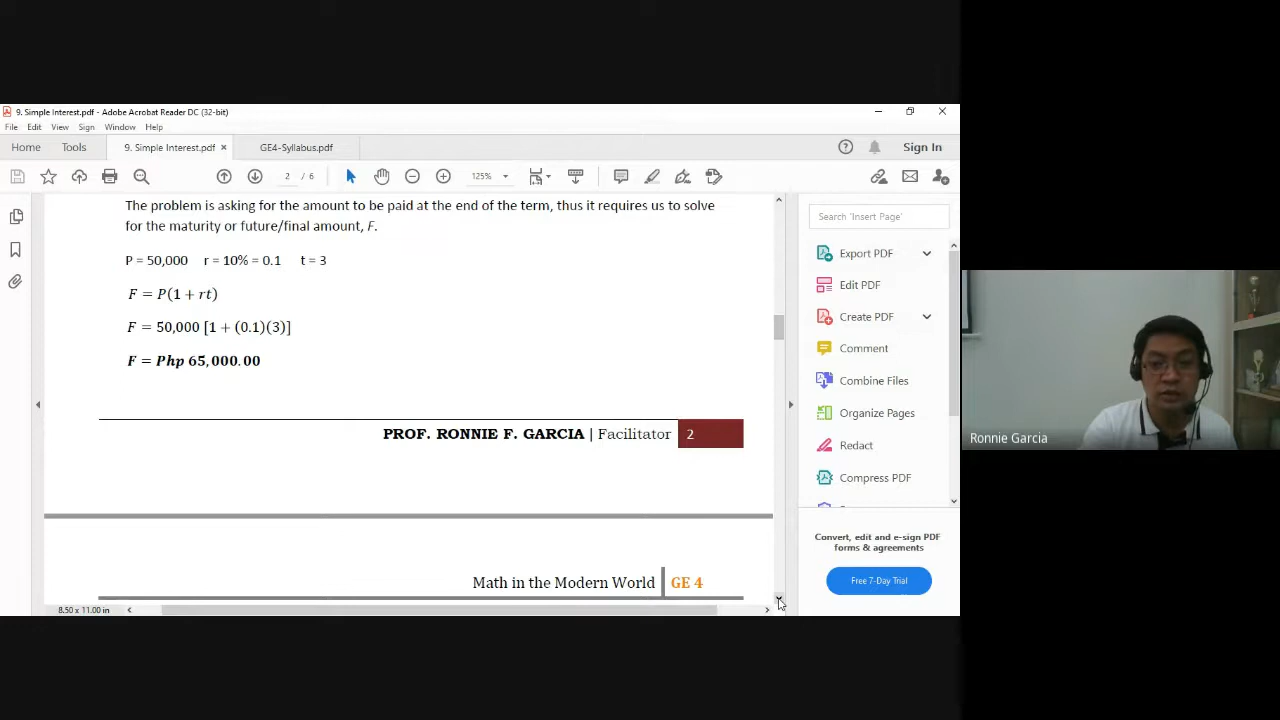 9. Simple Interest.pdf - Adobe Acrobat Reader DC (32-bit)
File Edit View Sign Window Help
Home Tools 9. Simple Interest.pdf × GE4-Syllabus.pdf Sign In
2 / 6 125%
The problem is asking for the amount to be paid at the end of the term, thus it requires us to solve
for the maturity or future/final amount, F.
P = 50,000 r = 10% = 0.1 t = 3
F = P(1 + rt)
F = 50,000 [1 + (0.1)(3)]
F = Php 65,000.00
PROF. RONNIE F. GARCIA | Facilitator 2
Math in the Modern World GE 4
8.50 x 11.00 in
Search 'Insert Page'
Export PDF
Edit PDF
Create PDF
Comment
Combine Files
Organize Pages
Redact
Compress PDF
Convert, edit and e-sign PDF
forms & agreements
Free 7-Day Trial
Ronnie Garcia